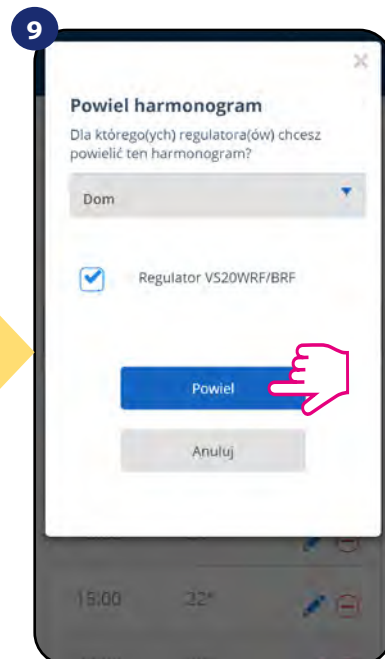 9
Powiel harmonogram
Dla którego(ych) regulatora(ów) chcesz
powielić ten harmonogram?
Dom
Regulator VS20WRF/BRF
Powiel
Anuluj
15:00 22°